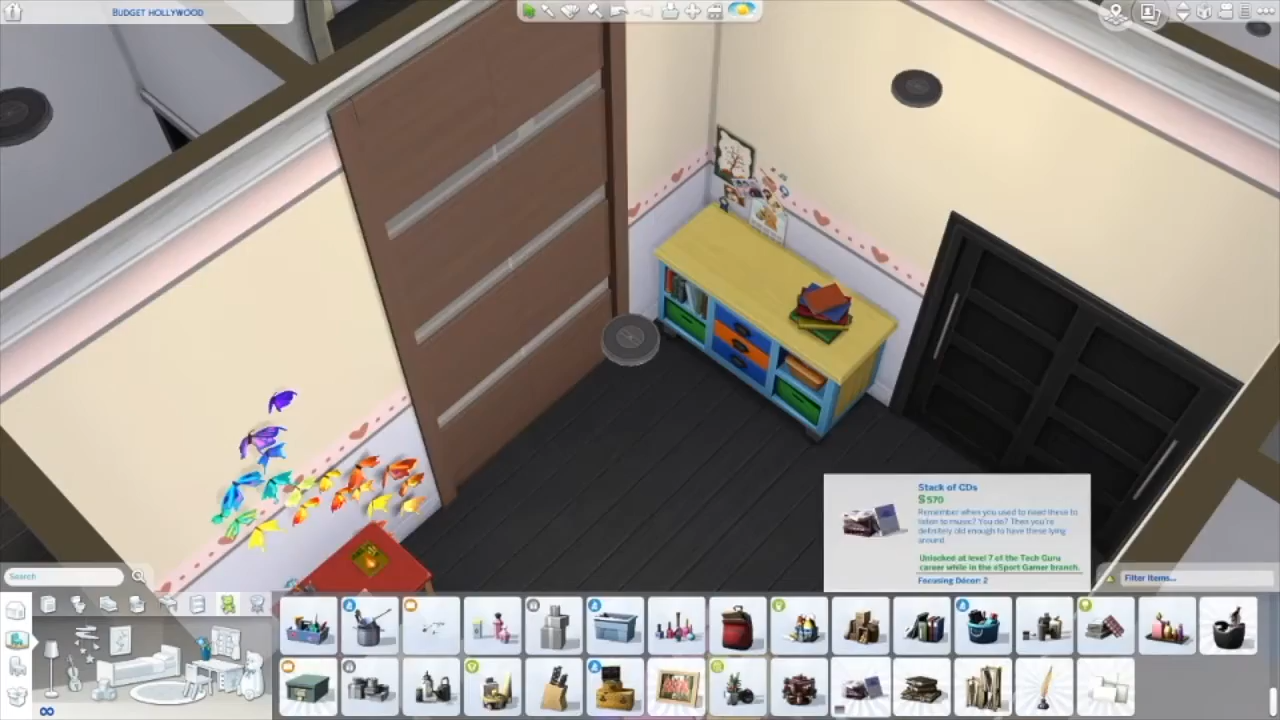 BUDGET HOLLYWOOD
Stack of CDs
§570
Remember when you used to need these to
listen to music? You do? Then you're
definitely old enough to have these lying
around.
Unlocked at level 7 of the Tech Guru
career while in the eSport Gamer branch.
Focusing Décor: 2
Search
Filter Items...